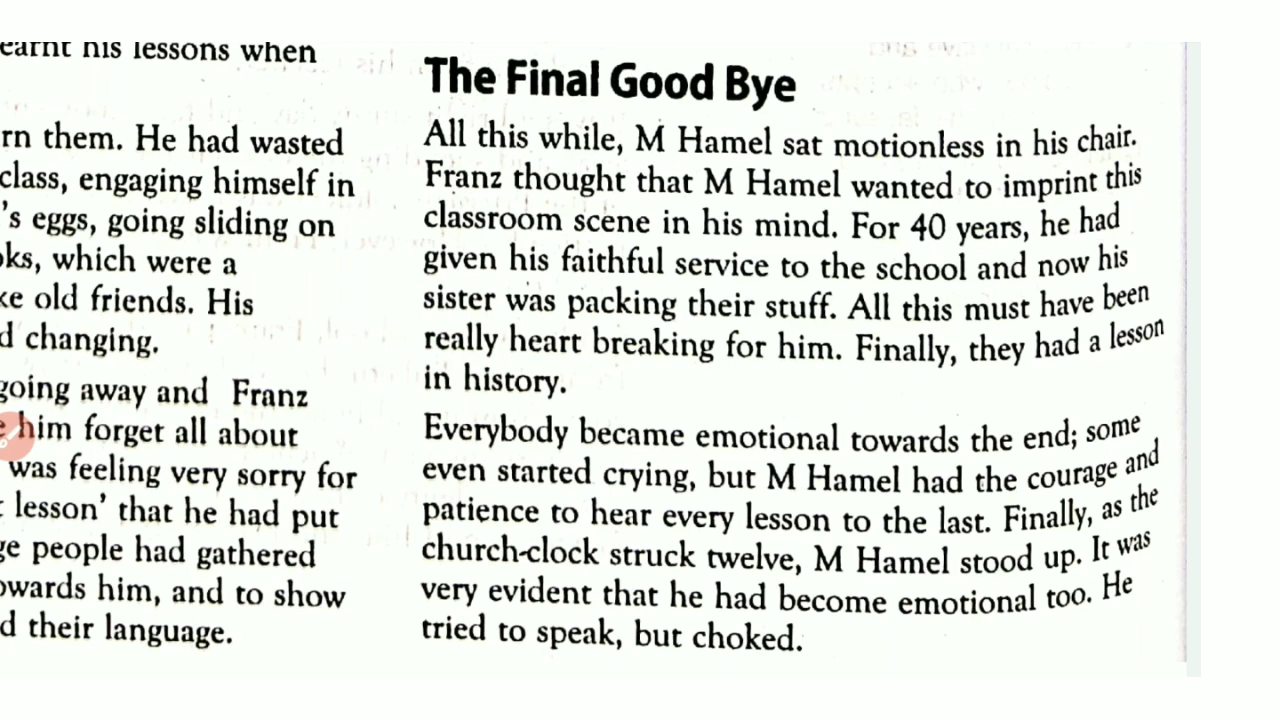 his lessons when
them. He had wasted
class, engaging himself in
's eggs, going sliding on
which were a
old friends. His
changing.
going away and Franz
him forget all about
was feeling very sorry for
lesson' that he had put
people had gathered
him, and to show
their language.
The Final Good Bye
All this while, M Hamel sat motionless in his chair.
Franz thought that M Hamel wanted to imprint this
classroom scene in his mind. For 40 years, he had
given his faithful service to the school and now his
sister was packing their stuff. All this must have been
really heart breaking for him. Finally, they had a lesson
in history.
Everybody became emotional towards the end; some
even started crying, but M Hamel had the courage and
patience to hear every lesson to the last. Finally, as the
church-clock struck twelve, M Hamel stood up. It was
very evident that he had become emotional too. He
tried to speak, but choked.